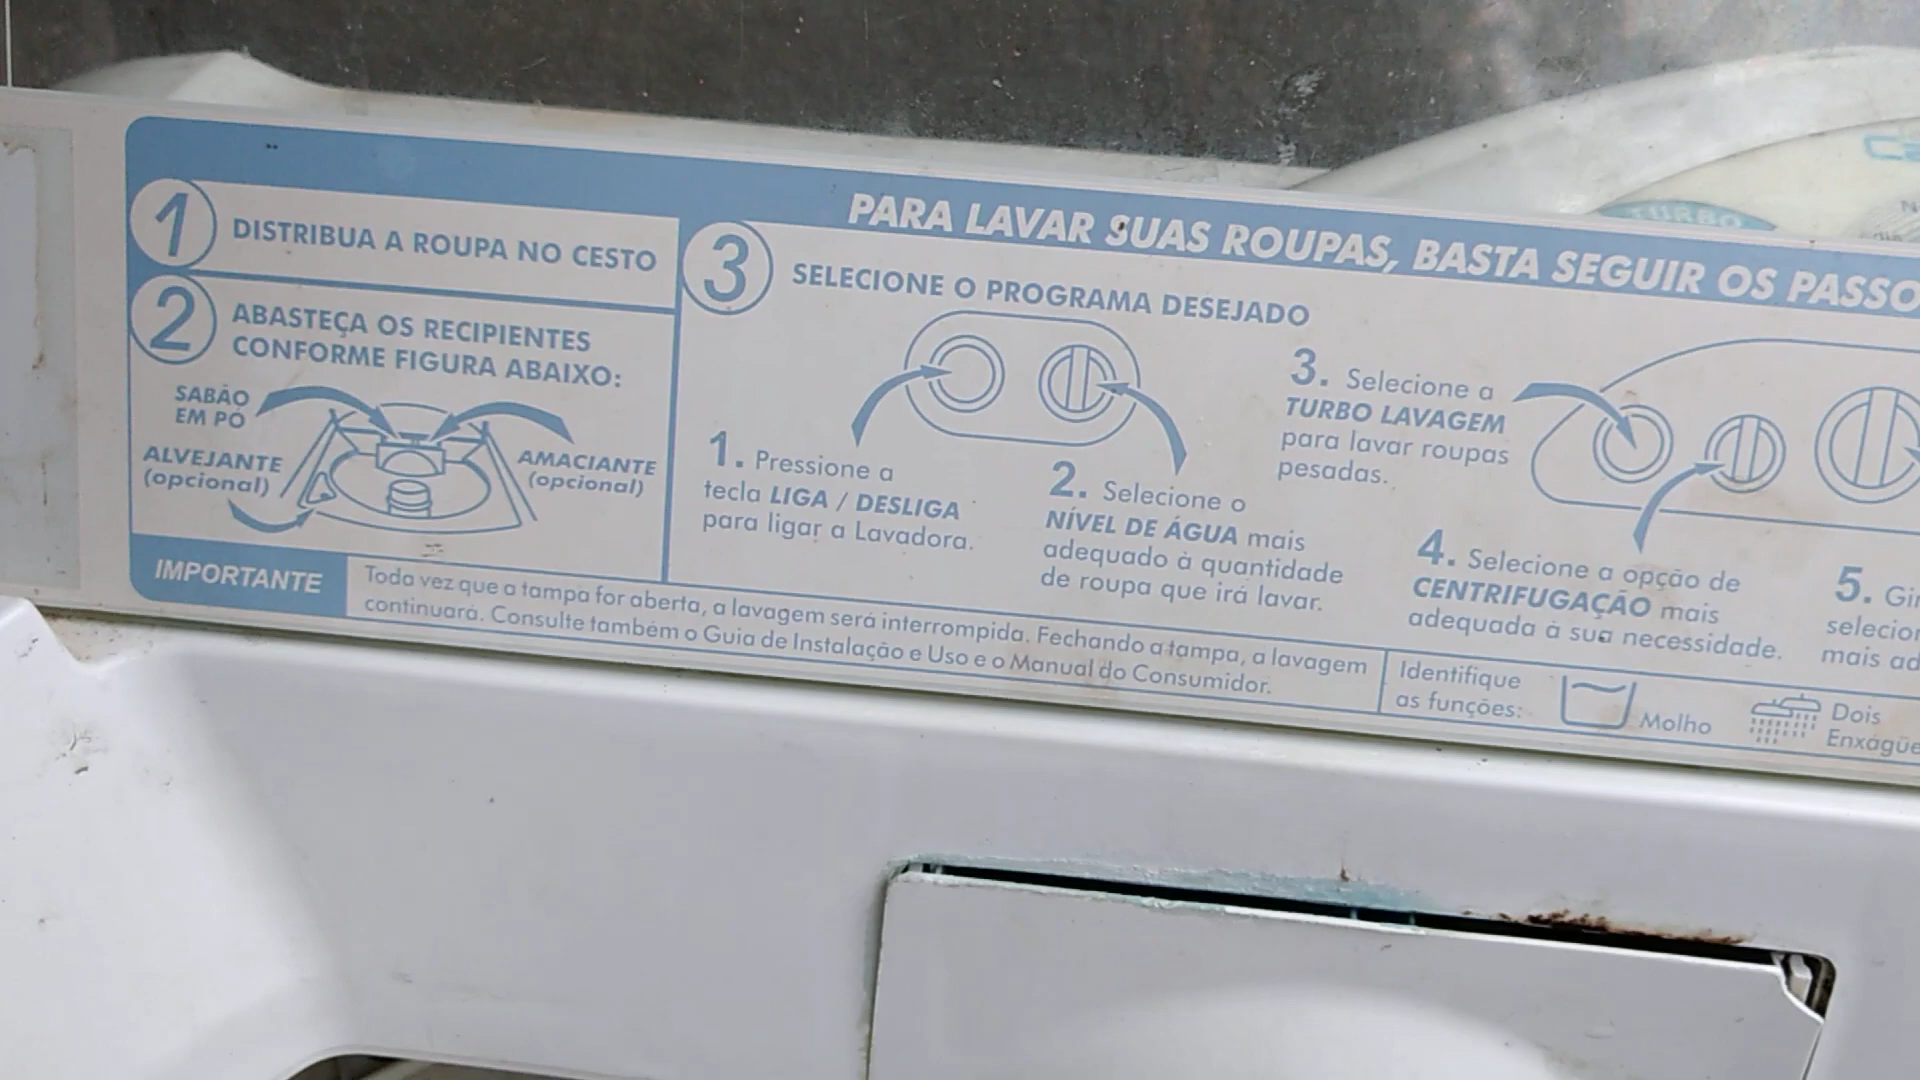 PARA LAVAR SUAS ROUPAS, BASTA SEGUIR OS
1
DISTRIBUA A ROUPA NO CESTO
2
ABASTEÇA OS RECIPIENTES
CONFORME FIGURA ABAIXO:
SABÃO
EM PÓ
ALVEJANTE
(opcional)
AMACIANTE
(opcional)
3
SELECIONE O PROGRAMA DESEJADO
1. Pressione a
tecla LIGA / DESLIGA
para ligar a Lavadora.
2. Selecione o
NÍVEL DE ÁGUA mais
adequado à quantidade
de roupa que irá lavar.
3. Selecione a
TURBO LAVAGEM
para lavar roupas
pesadas.
4. Selecione a opção de
CENTRIFUGAÇÃO mais
adequada à sua necessidade.
5.
mais
IMPORTANTE
Toda vez que a tampa for aberta, a lavagem será interrompida. Fechando a tampa, a lavagem
continuará. Consulte também o Guia de Instalação e Uso e o Manual do Consumidor.
Identifique
as funções:
Molho
Dois
TURBO